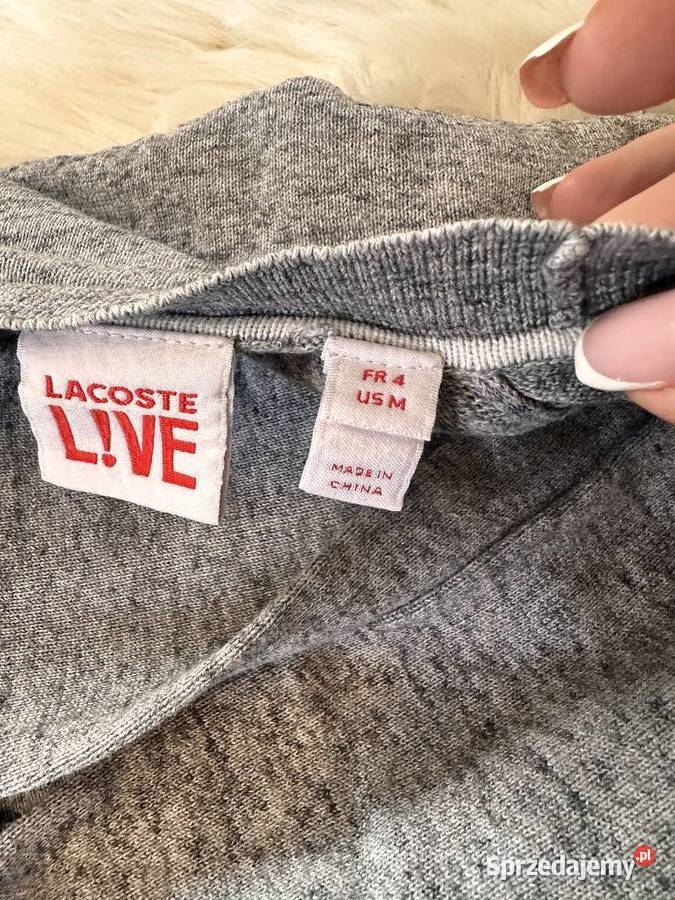 LACOSTE
L!VE
FR 4
US M
MADE IN
CHINA
Sprzedajemy.pl